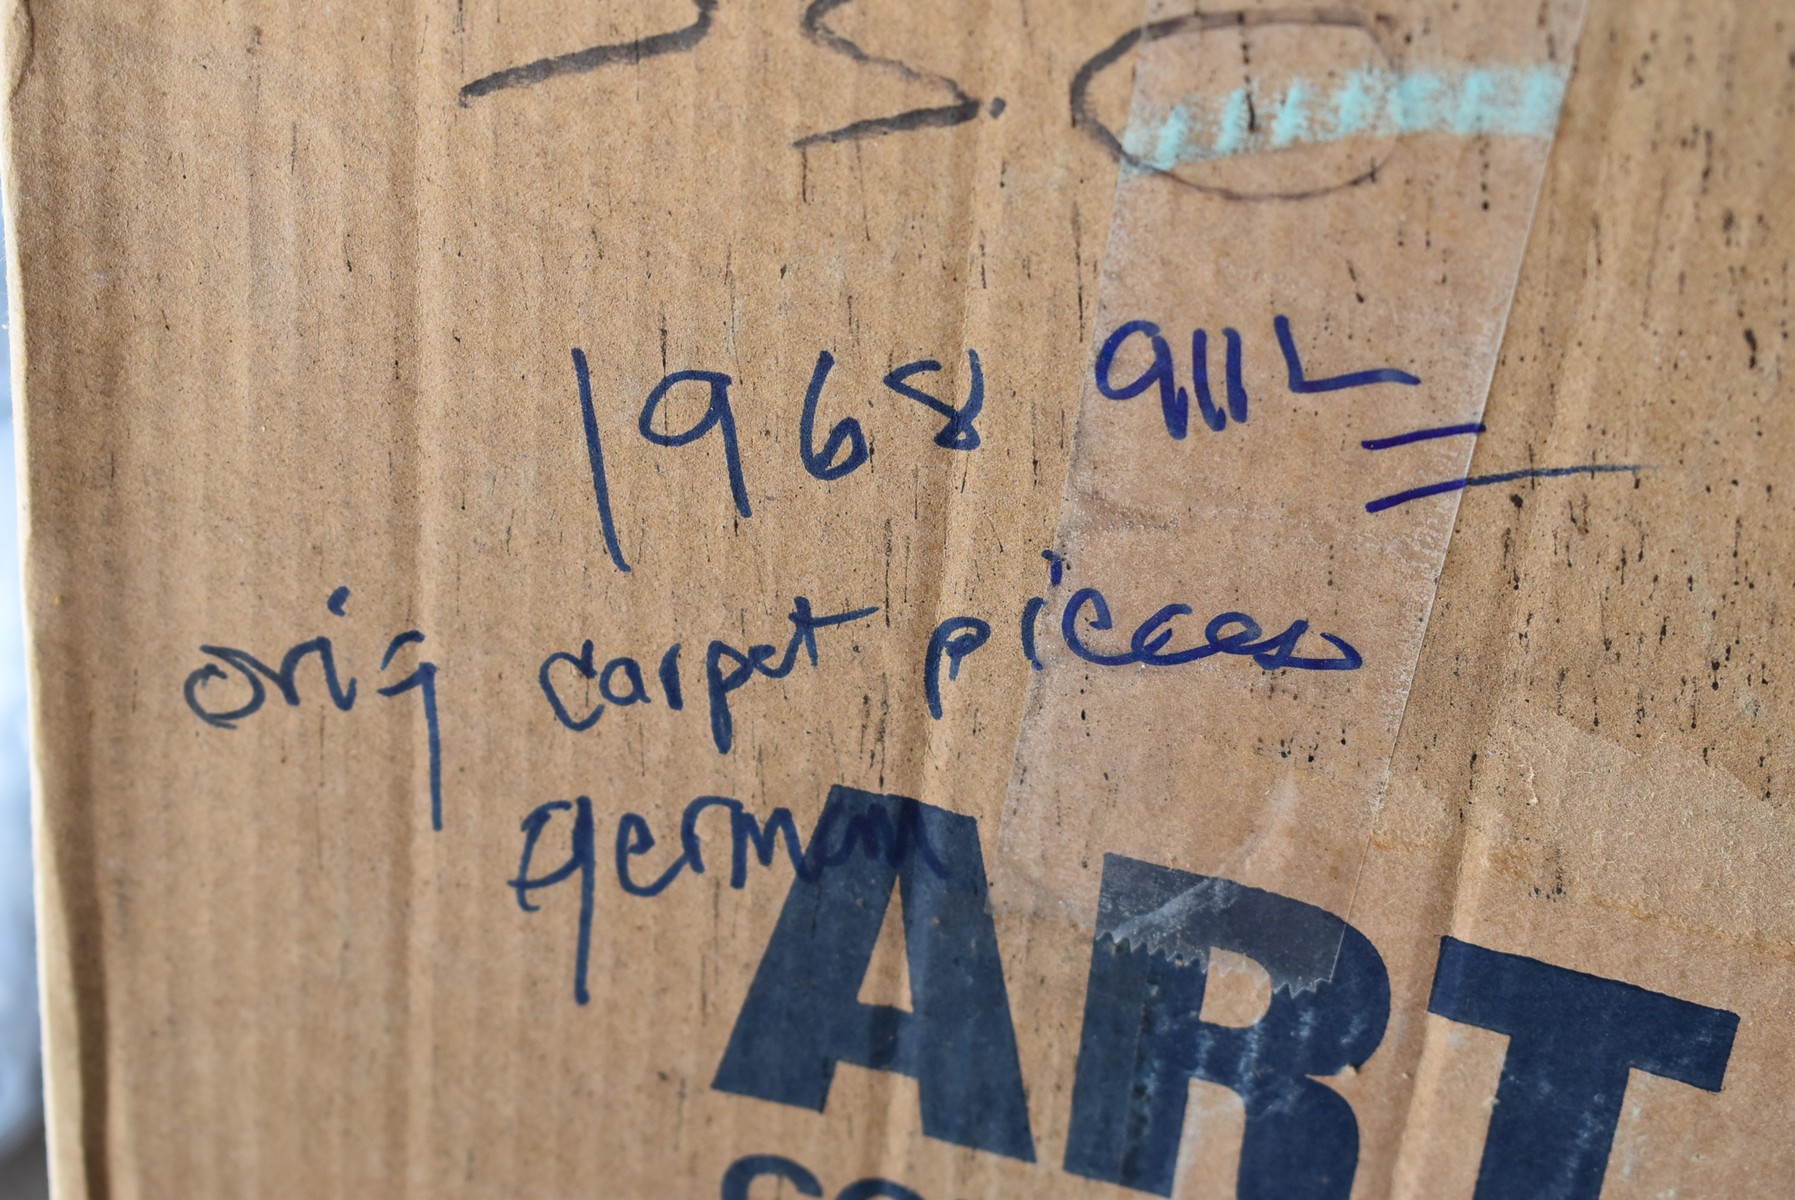 1968 911L
orig carpet pieces
german
ART